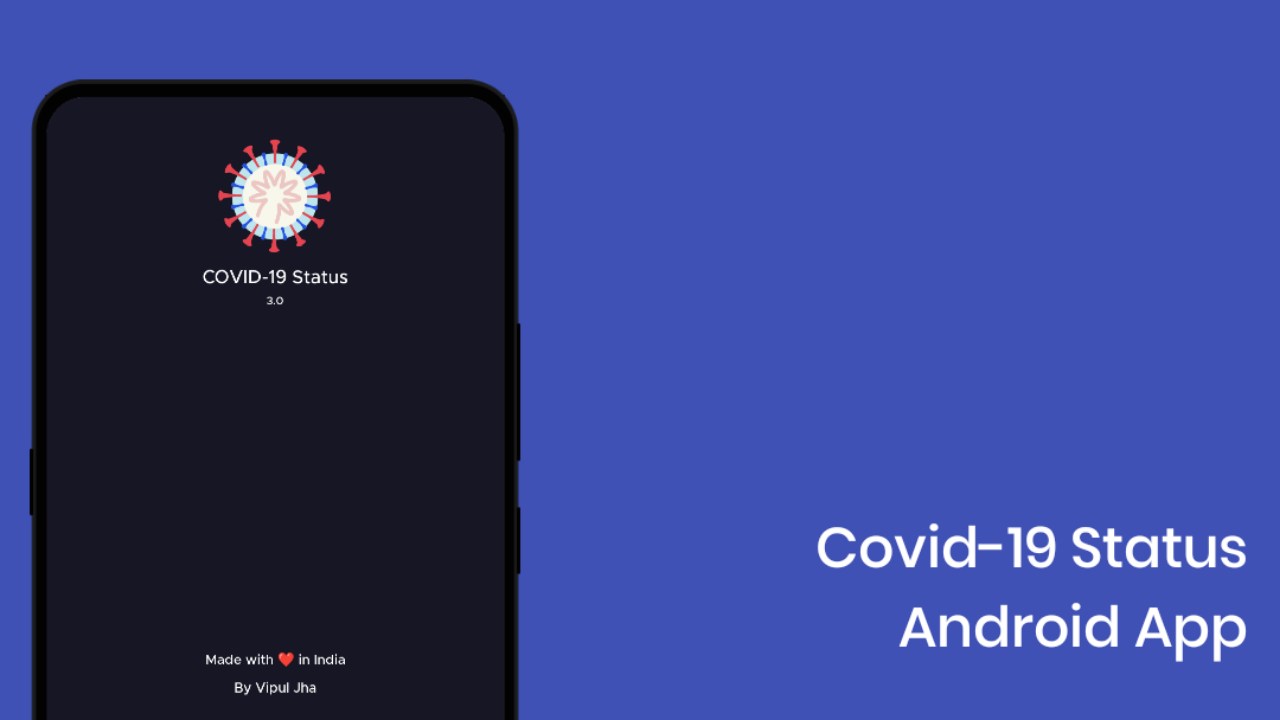 COVID-19 Status
3.0
Made with ❤️ in India
By Vipul Jha
Covid-19 Status
Android App